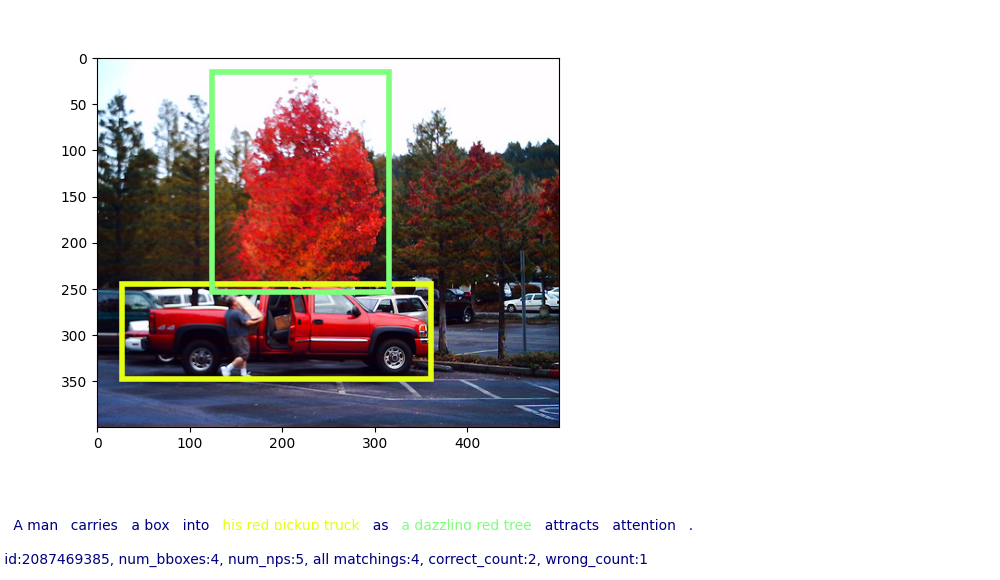 0
50
100
150
200
250
300
350
0 100 200 300 400
A man carries a box into his red pickup truck as a dazzling red tree attracts attention .
id:2087469385, num_bboxes:4, num_nps:5, all matchings:4, correct_count:2, wrong_count:1